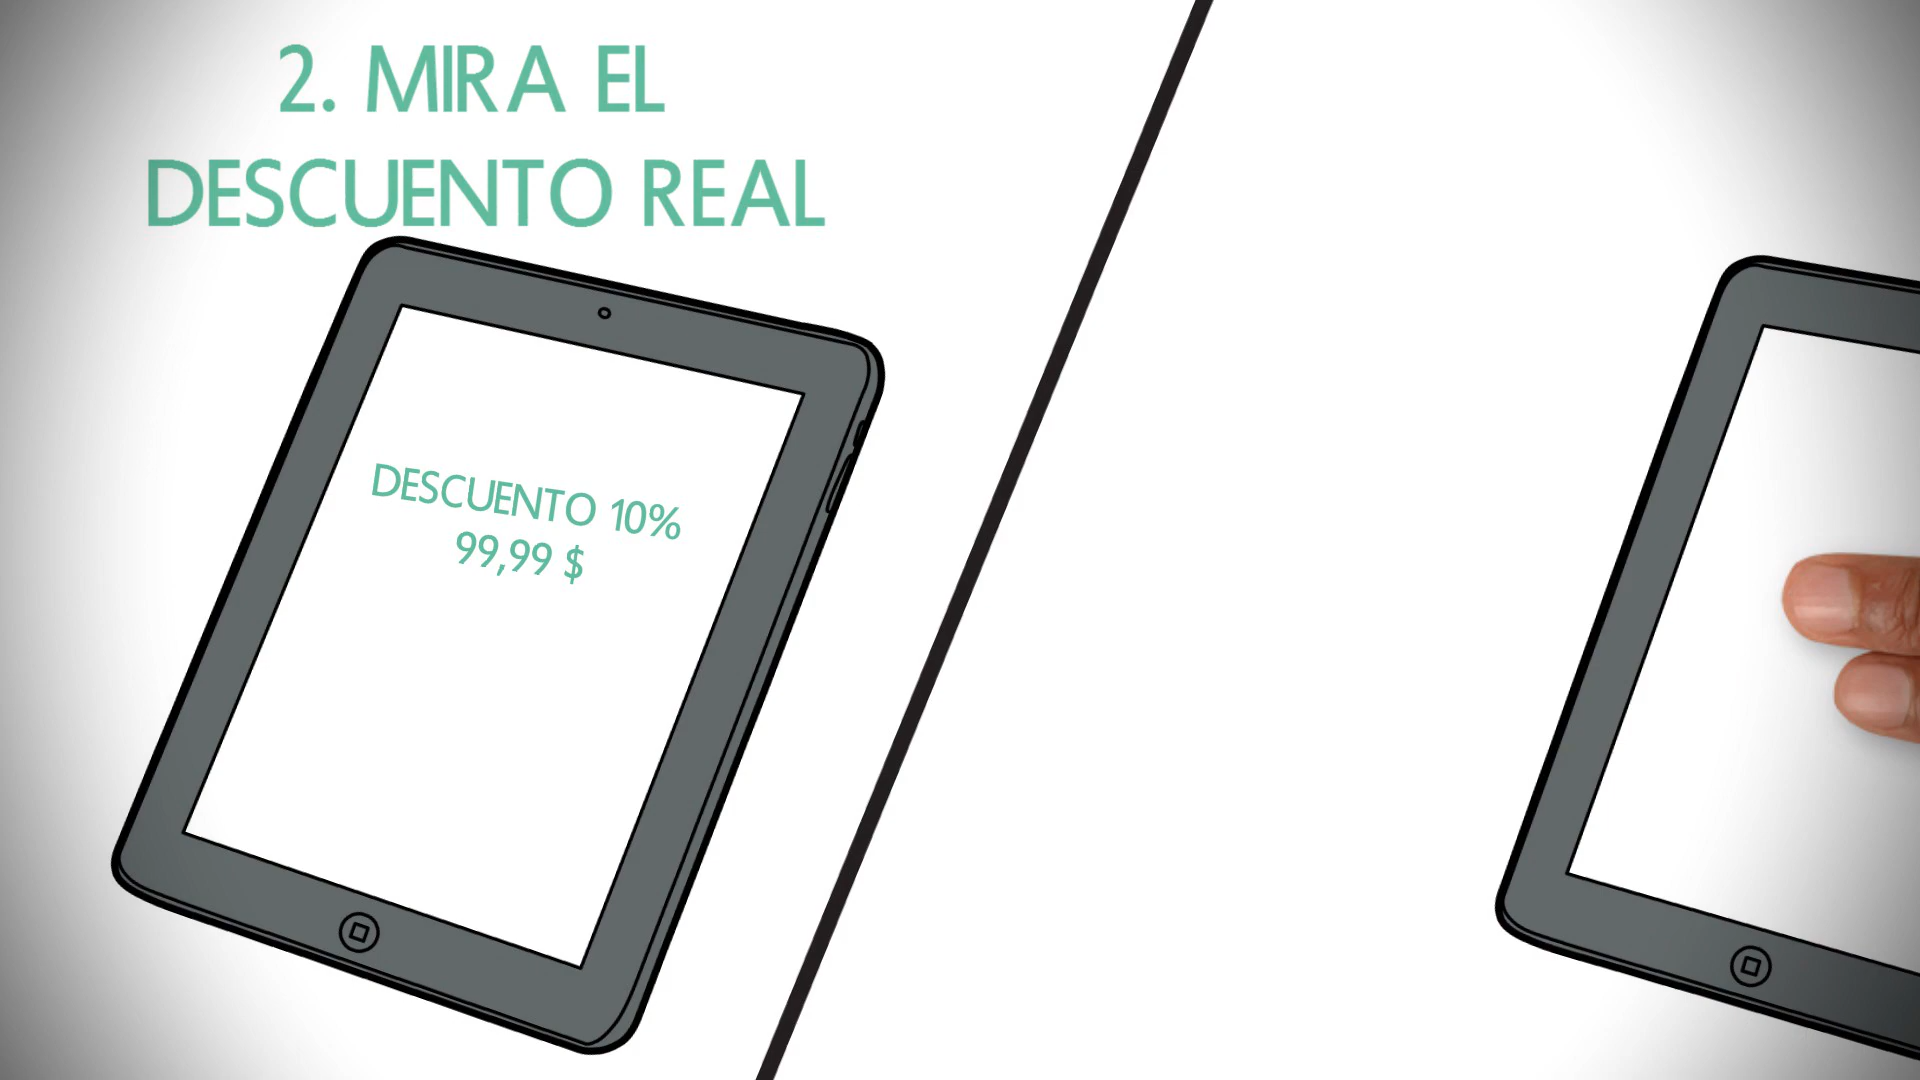 2. MIRA EL
DESCUENTO REAL
DESCUENTO 10%
99,99 $